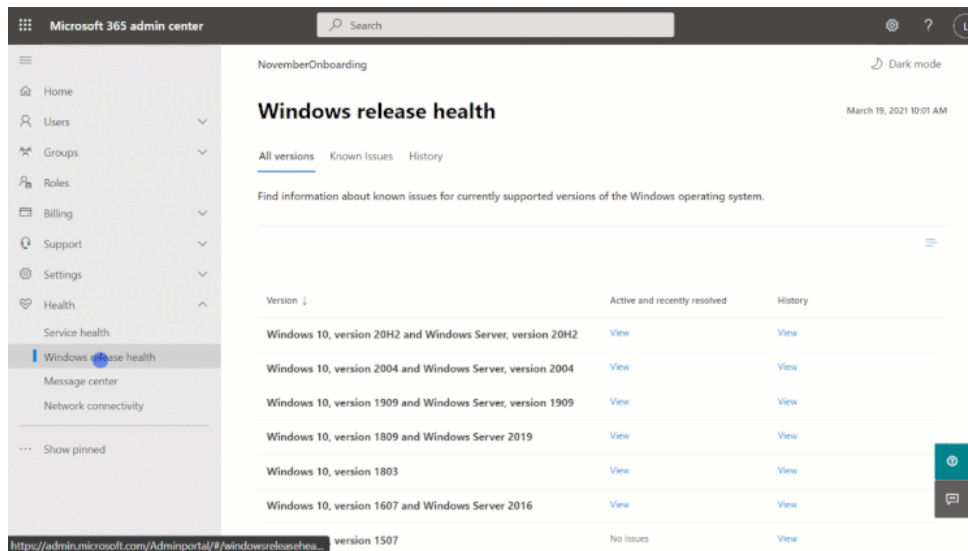 Microsoft 365 admin center
Search
?
L
NovemberOnboarding
Dark mode
Home
Users
Groups
Roles
Billing
Support
Settings
Health
Service health
Windows release health
Message center
Network connectivity
Show pinned
Windows release health
March 19, 2021 10:01 AM
All versions Known Issues History
Find information about known issues for currently supported versions of the Windows operating system.
Version ↓ Active and recently resolved History
Windows 10, version 20H2 and Windows Server, version 20H2 View View
Windows 10, version 2004 and Windows Server, version 2004 View View
Windows 10, version 1909 and Windows Server, version 1909 View View
Windows 10, version 1809 and Windows Server 2019 View View
Windows 10, version 1803 View View
Windows 10, version 1607 and Windows Server 2016 View View
version 1507 No Issues View
https://admin.microsoft.com/Adminportal/#/windowsreleasehea...